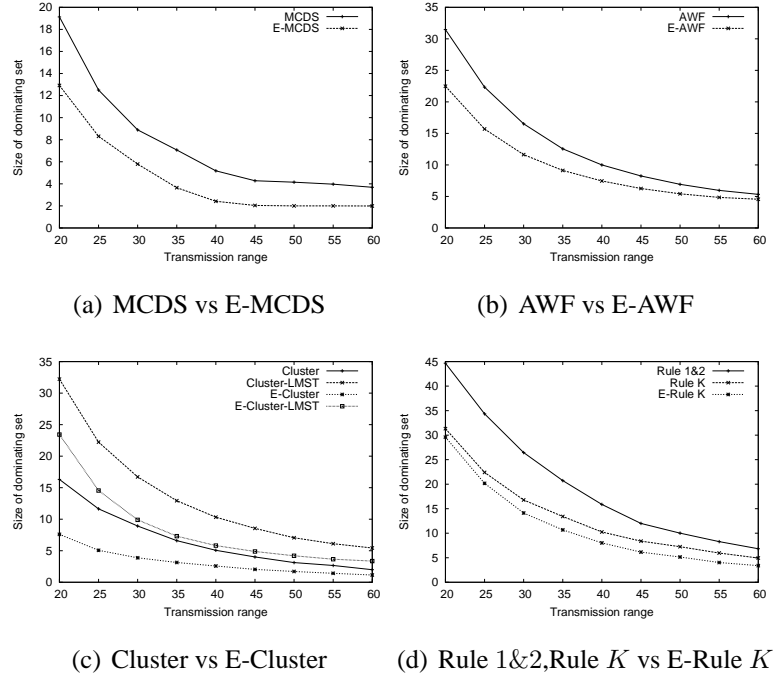 MCDS
E-MCDS
20
18
16
14
12
10
8
6
4
2
0
Size of dominating set
20 25 30 35 40 45 50 55 60
Transmission range
(a) MCDS vs E-MCDS
AWF
E-AWF
35
30
25
20
15
10
5
0
Size of dominating set
20 25 30 35 40 45 50 55 60
Transmission range
(b) AWF vs E-AWF
Cluster
Cluster-LMST
E-Cluster
E-Cluster-LMST
35
30
25
20
15
10
5
0
Size of dominating set
20 25 30 35 40 45 50 55 60
Transmission range
(c) Cluster vs E-Cluster
Rule 1&2
Rule K
E-Rule K
45
40
35
30
25
20
15
10
5
0
Size of dominating set
20 25 30 35 40 45 50 55 60
Transmission range
(d) Rule 1&2,Rule K vs E-Rule K